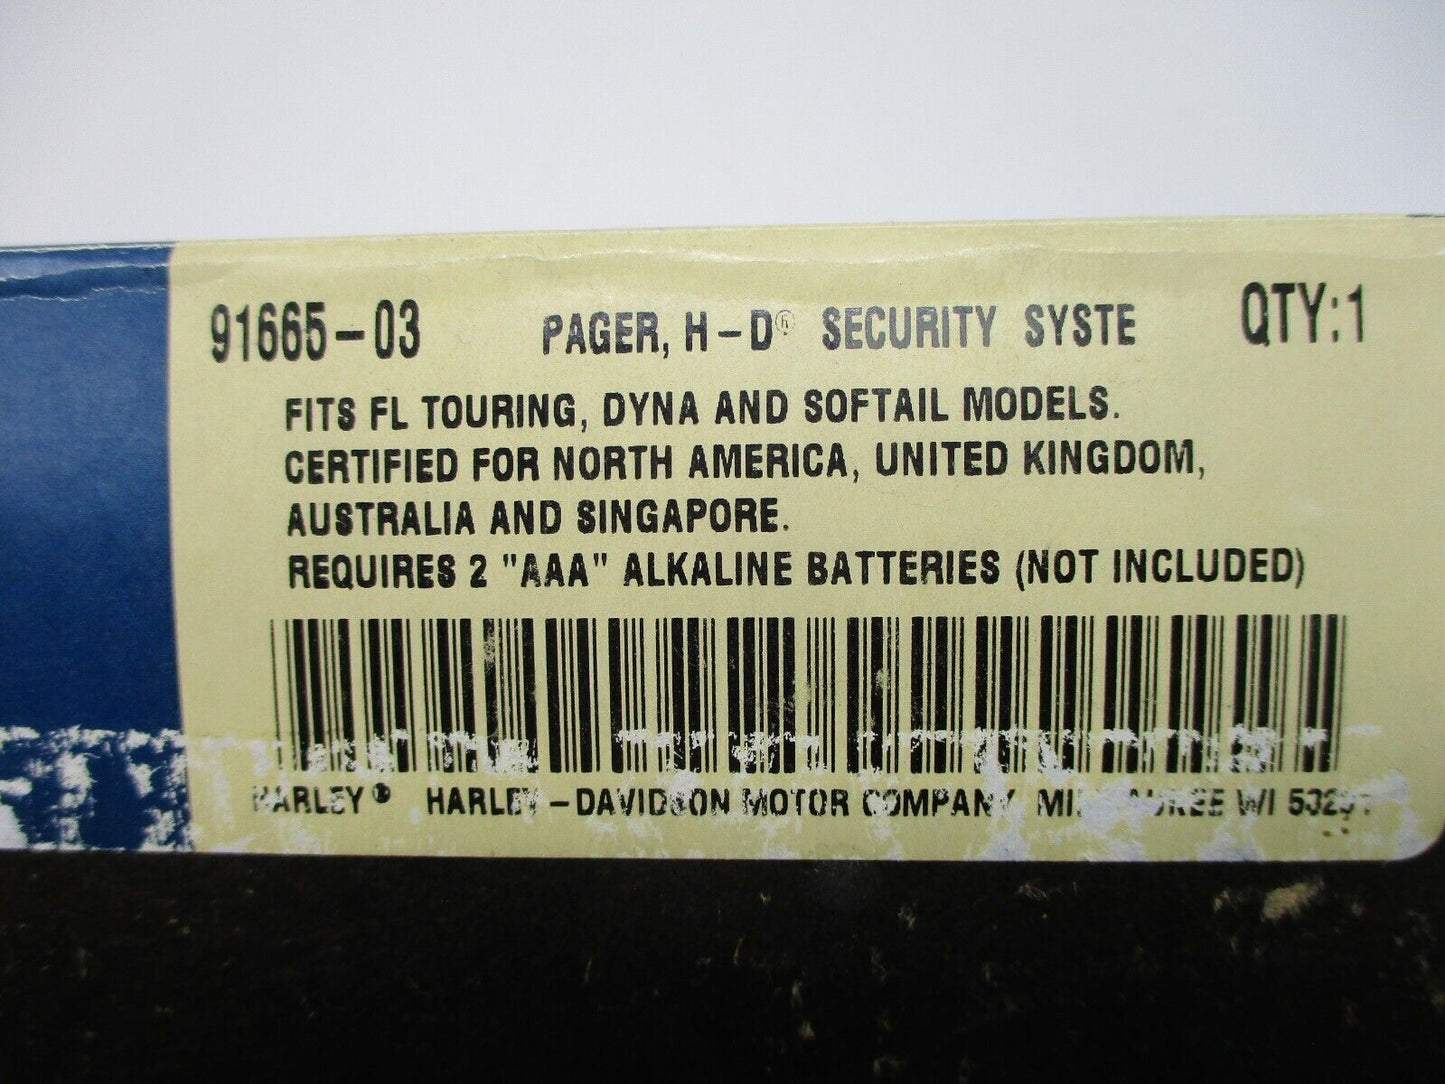 91665-03 PAGER, H-D® SECURITY SYSTE QTY:1
FITS FL TOURING, DYNA AND SOFTAIL MODELS.
CERTIFIED FOR NORTH AMERICA, UNITED KINGDOM,
AUSTRALIA AND SINGAPORE.
REQUIRES 2 "AAA" ALKALINE BATTERIES (NOT INCLUDED)
HARLEY® HARLEY-DAVIDSON MOTOR COMPANY WI